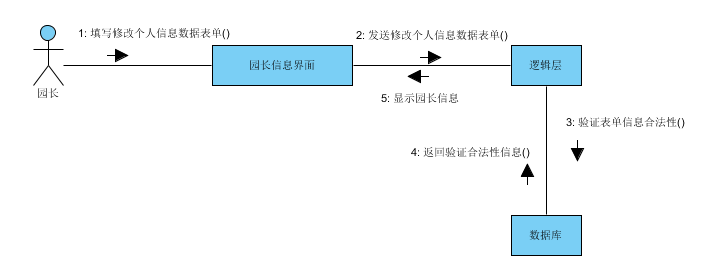 1: 填写修改个人信息数据表单()
2: 发送修改个人信息数据表单()
园长信息界面
逻辑层
园长
5: 显示园长信息
3: 验证表单信息合法性()
4: 返回验证合法性信息()
数据库